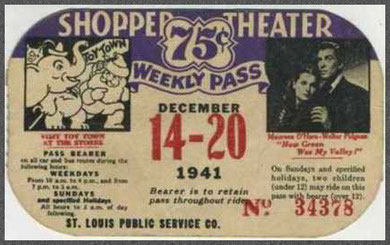 SHOPPER THEATER
75¢
WEEKLY PASS
TOY TOWN
DECEMBER
14-20
1941
Bearer is to retain
pass throughout ride.
VISIT TOY TOWN
AT THE STORES
PASS BEARER
on all car and bus routes during the
following hours:
WEEKDAYS
From 10 a.m. to 4 p.m., and from
7 p.m. to 5 a.m.
SUNDAYS
and specified Holidays
All hours to 5 a.m. of day
following.
Maureen O'Hara-Walter Pidgeon
"How Green
Was My Valley!"
On Sundays and specified
holidays, two children
(under 12) may ride on this
pass with bearer (over 12).
No 34378
ST. LOUIS PUBLIC SERVICE CO.